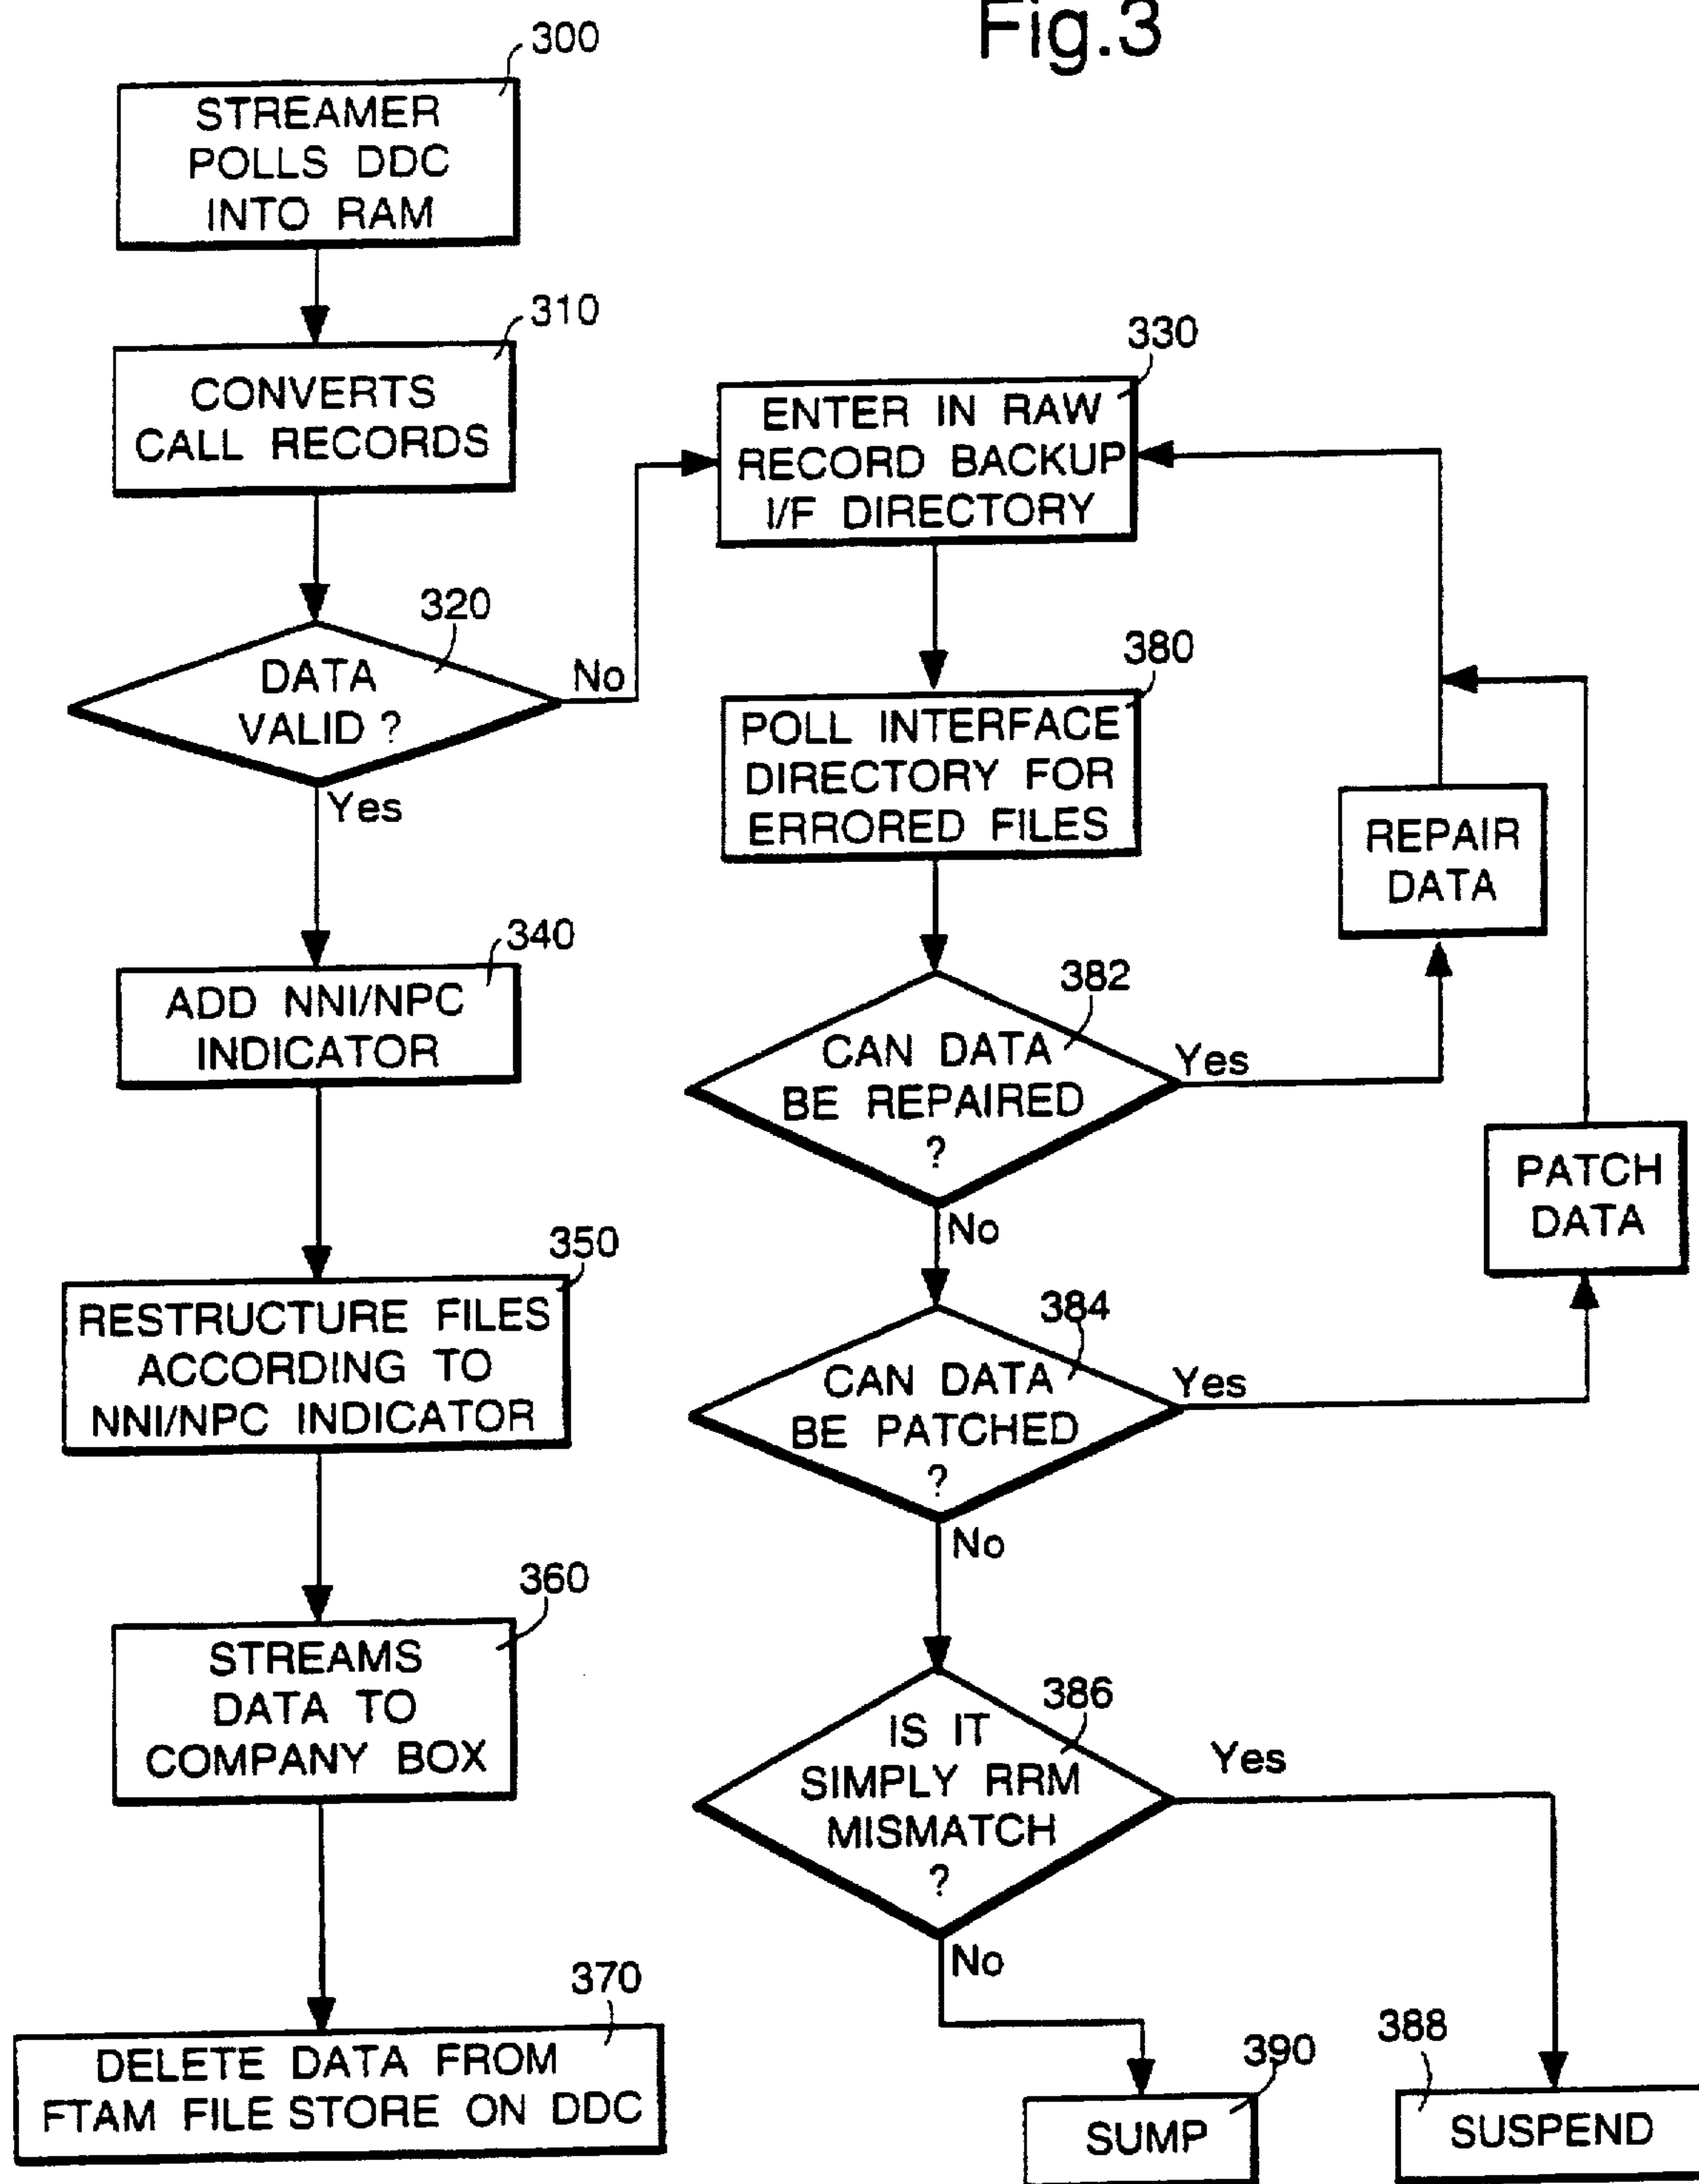 Fig.3
300
STREAMER
POLLS DDC
INTO RAM
310
CONVERTS
CALL RECORDS
320
DATA
VALID ?
No
Yes
330
ENTER IN RAW
RECORD BACKUP
I/F DIRECTORY
340
ADD NNI/NPC
INDICATOR
350
RESTRUCTURE FILES
ACCORDING TO
NNI/NPC INDICATOR
360
STREAMS
DATA TO
COMPANY BOX
370
DELETE DATA FROM
FTAM FILE STORE ON DDC
380
POLL INTERFACE
DIRECTORY FOR
ERRORED FILES
382
CAN DATA
BE REPAIRED
?
Yes
No
REPAIR
DATA
384
CAN DATA
BE PATCHED
?
Yes
No
PATCH
DATA
386
IS IT
SIMPLY RRM
MISMATCH
?
Yes
No
390
SUMP
388
SUSPEND